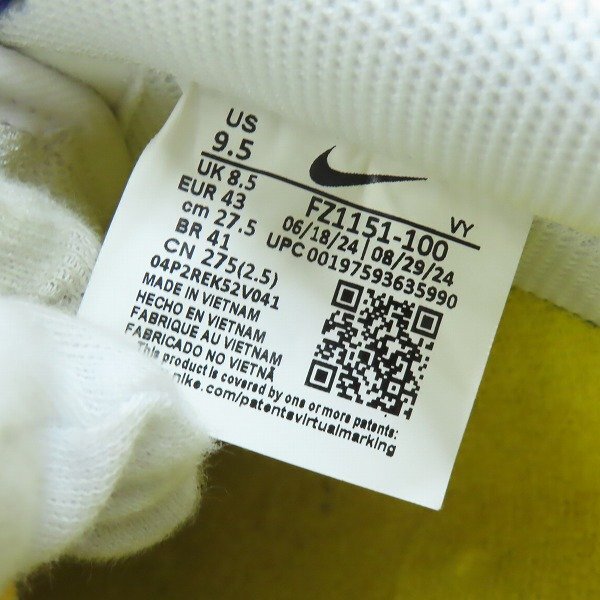 US
9.5
UK 8.5
EUR 43
cm 27.5
BR 41
CN 275(2.5)
FZ1151-100 VY
06/18/24 | 08/29/24
UPC 00197593635990
04P2REK52V041
MADE IN VIETNAM
HECHO EN VIETNAM
FABRIQUE AU VIETNAM
FABRICADO NO VIETNÃ
This product is covered by one or more patents:
nike.com/patentsvirtualmarking